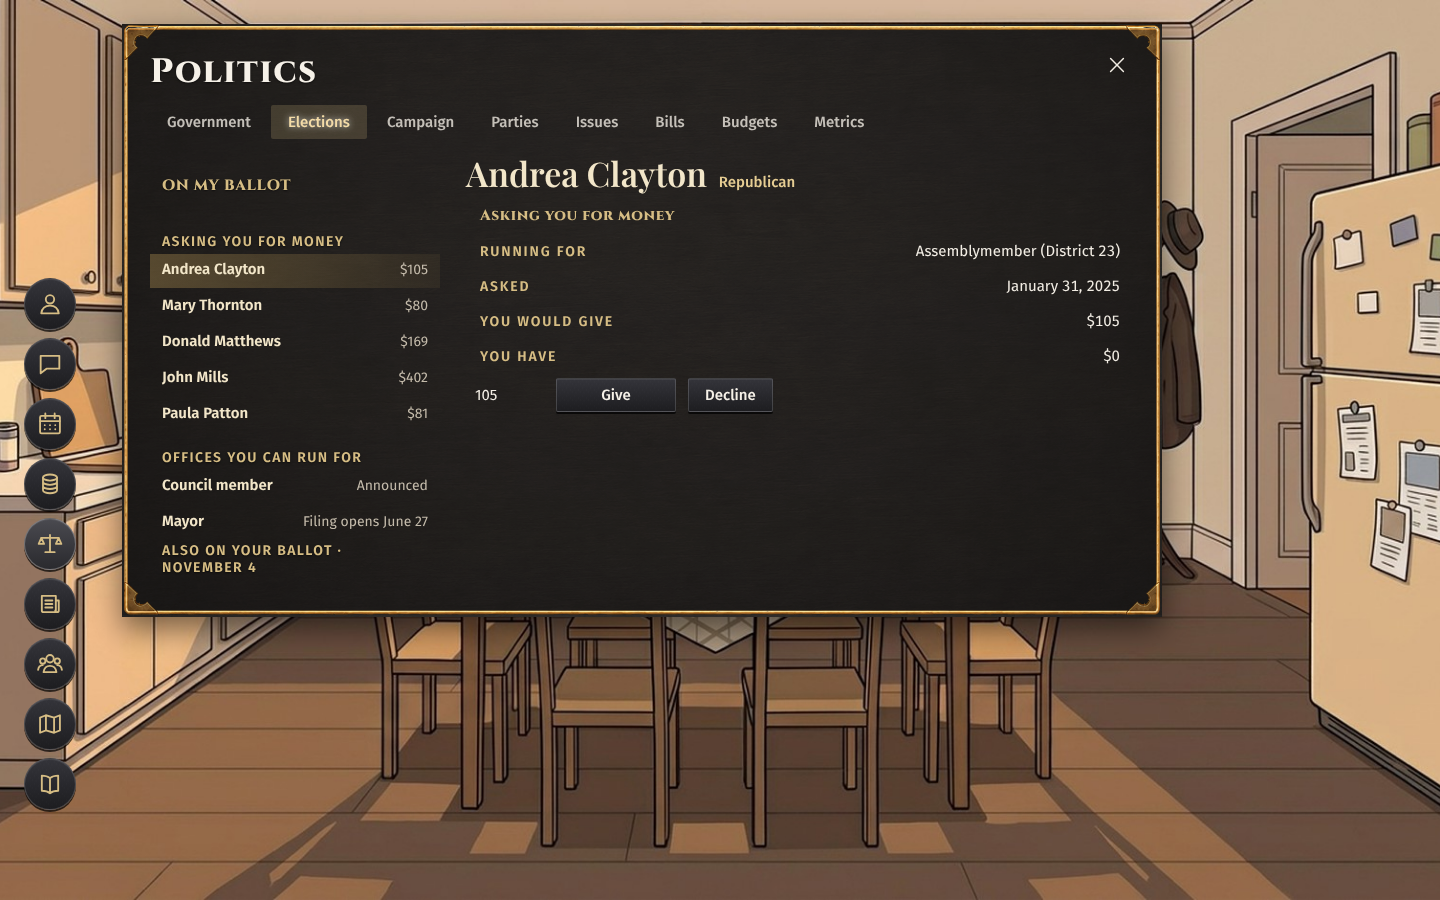 Politics
Government Elections Campaign Parties Issues Bills Budgets Metrics
On my ballot
ASKING YOU FOR MONEY
Andrea Clayton $105
Mary Thornton $80
Donald Matthews $169
John Mills $402
Paula Patton $81
OFFICES YOU CAN RUN FOR
Council member Announced
Mayor Filing opens June 27
ALSO ON YOUR BALLOT ·
NOVEMBER 4
Andrea Clayton Republican
Asking you for money
RUNNING FOR Assemblymember (District 23)
ASKED January 31, 2025
YOU WOULD GIVE $105
YOU HAVE $0
105 Give Decline